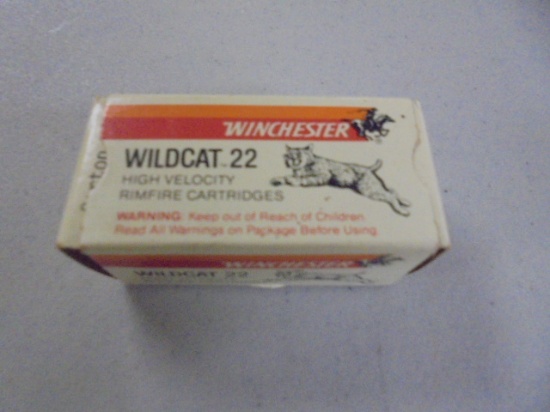 WINCHESTER
WILDCAT 22
HIGH VELOCITY
RIMFIRE CARTRIDGES
WARNING: Keep out of Reach of Children.
Read All Warnings on Package Before Using.
WINCHESTER
WILDCAT 22